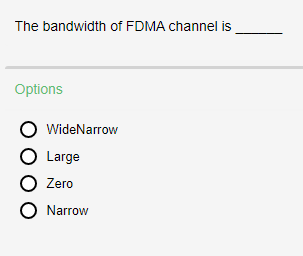 The bandwidth of FDMA channel is ______
Options
WideNarrow
Large
Zero
Narrow